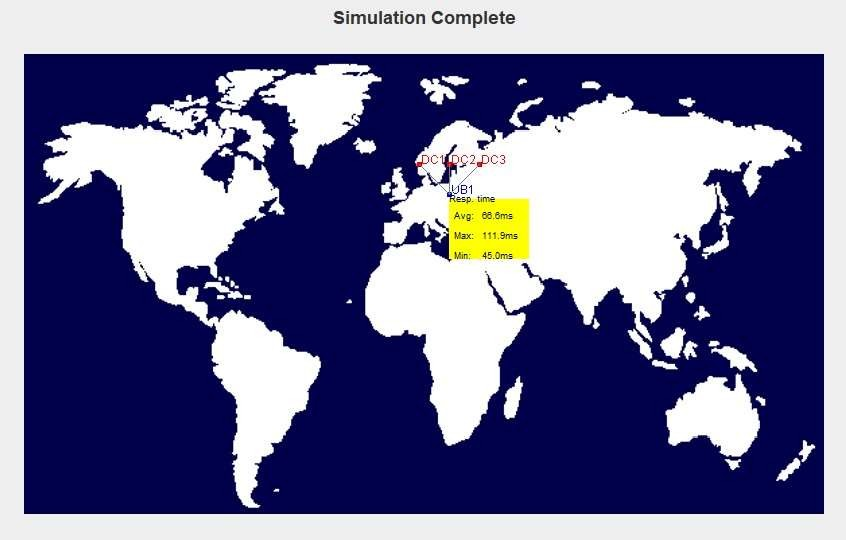 Simulation Complete
DC1 DC2 DC3
UB1
Resp. time
Avg: 66.6ms
Max: 111.9ms
Min: 45.0ms